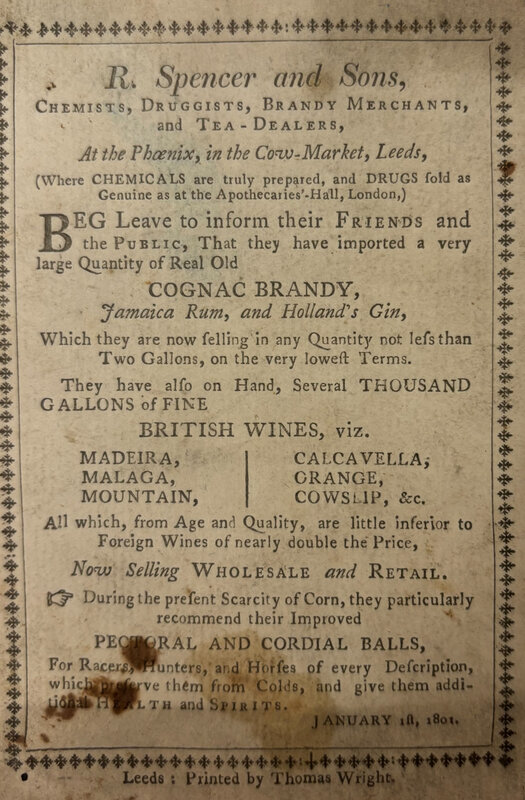 R. Spencer and Sons,
CHEMISTS, DRUGGISTS, BRANDY MERCHANTS,
and TEA-DEALERS,
At the Phœnix, in the Cow-Market, Leeds,
(Where CHEMICALS are truly prepared, and DRUGS ſold as
Genuine as at the Apothecaries'-Hall, London,)
BEG Leave to inform their FRIENDS and
the PUBLIC, That they have imported a very
large Quantity of Real Old
COGNAC BRANDY,
Jamaica Rum, and Holland's Gin,
Which they are now ſelling in any Quantity not leſs than
Two Gallons, on the very loweſt Terms.
They have alſo on Hand, Several THOUSAND
GALLONS of FINE
BRITISH WINES, viz.
MADEIRA,
MALAGA,
MOUNTAIN,
CALCAVELLA,
ORANGE,
COWSLIP, &c.
All which, from Age and Quality, are little inferior to
Foreign Wines of nearly double the Price,
Now Selling WHOLESALE and RETAIL.
☞ During the preſent Scarcity of Corn, they particularly
recommend their Improved
PECTORAL AND CORDIAL BALLS,
For Racers, Hunters, and Horſes of every Deſcription,
which preſerve them from Colds, and give them addi-
tional HEALTH and SPIRITS.
JANUARY 1ſt, 1801.
Leeds: Printed by Thomas Wright.